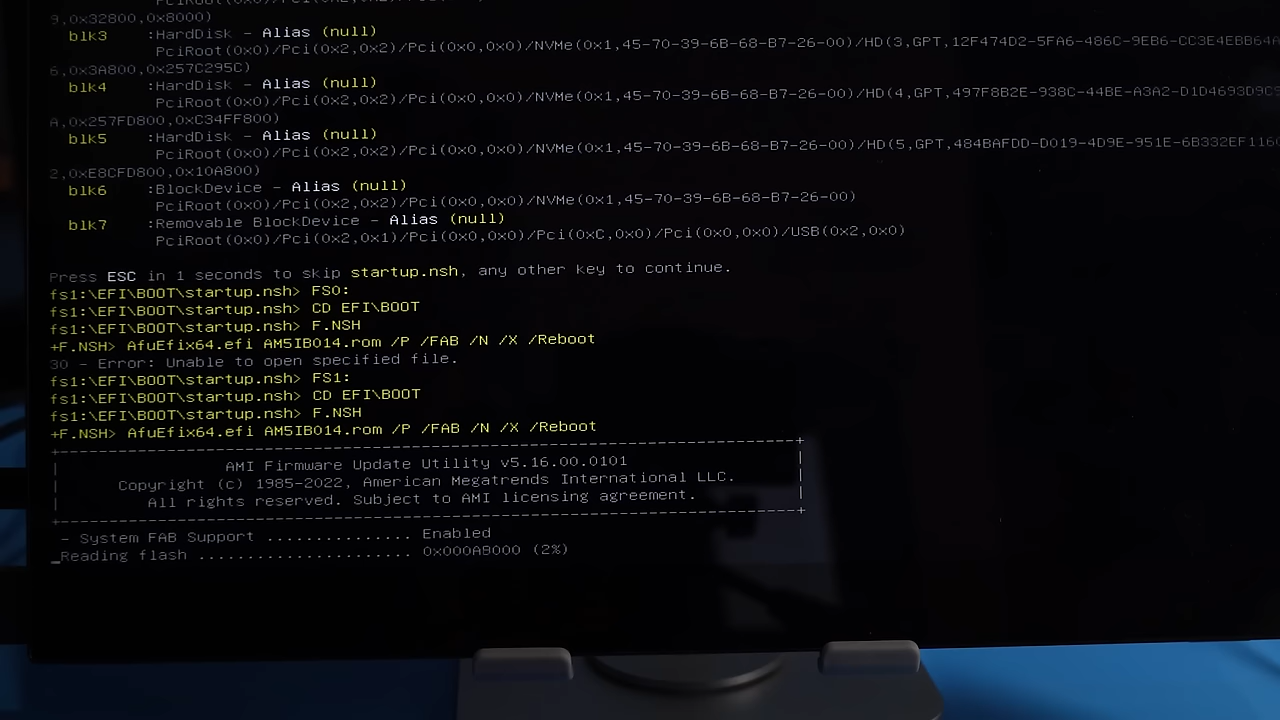 9,0x32800,0x8000)
blk3 :HardDisk - Alias (null)
PciRoot(0x0)/Pci(0x2,0x2)/Pci(0x0,0x0)/NVMe(0x1,45-70-39-6B-68-B7-26-00)/HD(3,GPT,12F474D2-5FA6-486C-9EB6-CC3E4EBB64A
6,0x3A800,0x257C295C)
blk4 :HardDisk - Alias (null)
PciRoot(0x0)/Pci(0x2,0x2)/Pci(0x0,0x0)/NVMe(0x1,45-70-39-6B-68-B7-26-00)/HD(4,GPT,497F8B2E-938C-44BE-A3A2-D1D4693D9C9
A,0x257FD800,0xC34FF800)
blk5 :HardDisk - Alias (null)
PciRoot(0x0)/Pci(0x2,0x2)/Pci(0x0,0x0)/NVMe(0x1,45-70-39-6B-68-B7-26-00)/HD(5,GPT,484BAFDD-D019-4D9E-951E-6B332EF116
2,0xE8CFD800,0x10A800)
blk6 :BlockDevice - Alias (null)
PciRoot(0x0)/Pci(0x2,0x2)/Pci(0x0,0x0)/NVMe(0x1,45-70-39-6B-68-B7-26-00)
blk7 :Removable BlockDevice - Alias (null)
PciRoot(0x0)/Pci(0x2,0x1)/Pci(0x0,0x0)/Pci(0xC,0x0)/Pci(0x0,0x0)/USB(0x2,0x0)
Press ESC in 1 seconds to skip startup.nsh, any other key to continue.
fs1:\EFI\BOOT\startup.nsh> FS0:
fs1:\EFI\BOOT\startup.nsh> CD EFI\BOOT
fs1:\EFI\BOOT\startup.nsh> F.NSH
+F.NSH> AfuEfix64.efi AM5IB014.rom /P /FAB /N /X /Reboot
30 - Error: Unable to open specified file.
fs1:\EFI\BOOT\startup.nsh> FS1:
fs1:\EFI\BOOT\startup.nsh> CD EFI\BOOT
fs1:\EFI\BOOT\startup.nsh> F.NSH
+F.NSH> AfuEfix64.efi AM5IB014.rom /P /FAB /N /X /Reboot
AMI Firmware Update Utility v5.16.00.0101
Copyright (c) 1985-2022, American Megatrends International LLC.
All rights reserved. Subject to AMI licensing agreement.
- System FAB Support ............... Enabled
Reading flash ...................... 0x000AB000 (2%)